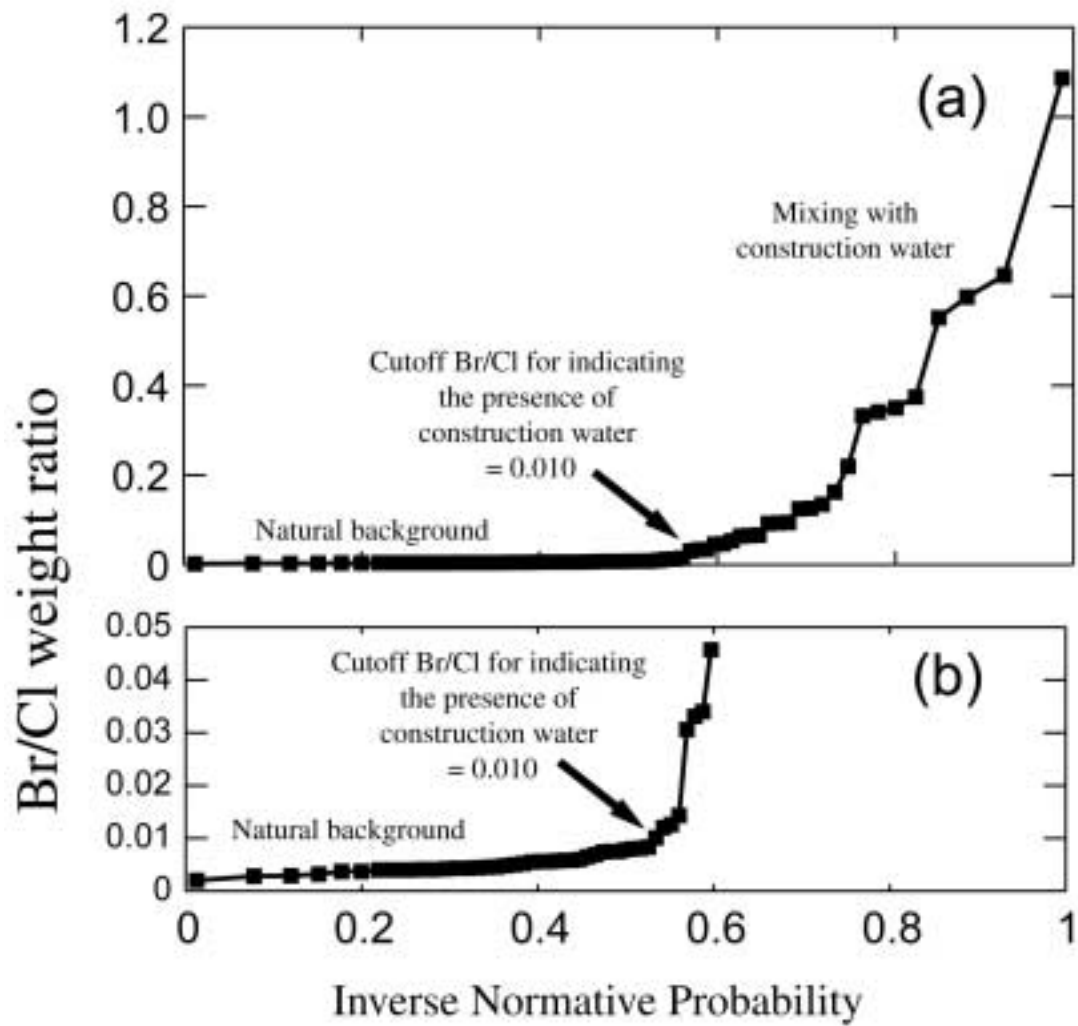 Br/Cl weight ratio
1.2
1.0
0.8
0.6
0.4
0.2
0
(a)
Mixing with
construction water
Cutoff Br/Cl for indicating
the presence of
construction water
= 0.010
Natural background
0.05
0.04
0.03
0.02
0.01
0
(b)
Cutoff Br/Cl for indicating
the presence of
construction water
= 0.010
Natural background
0 0.2 0.4 0.6 0.8 1
Inverse Normative Probability